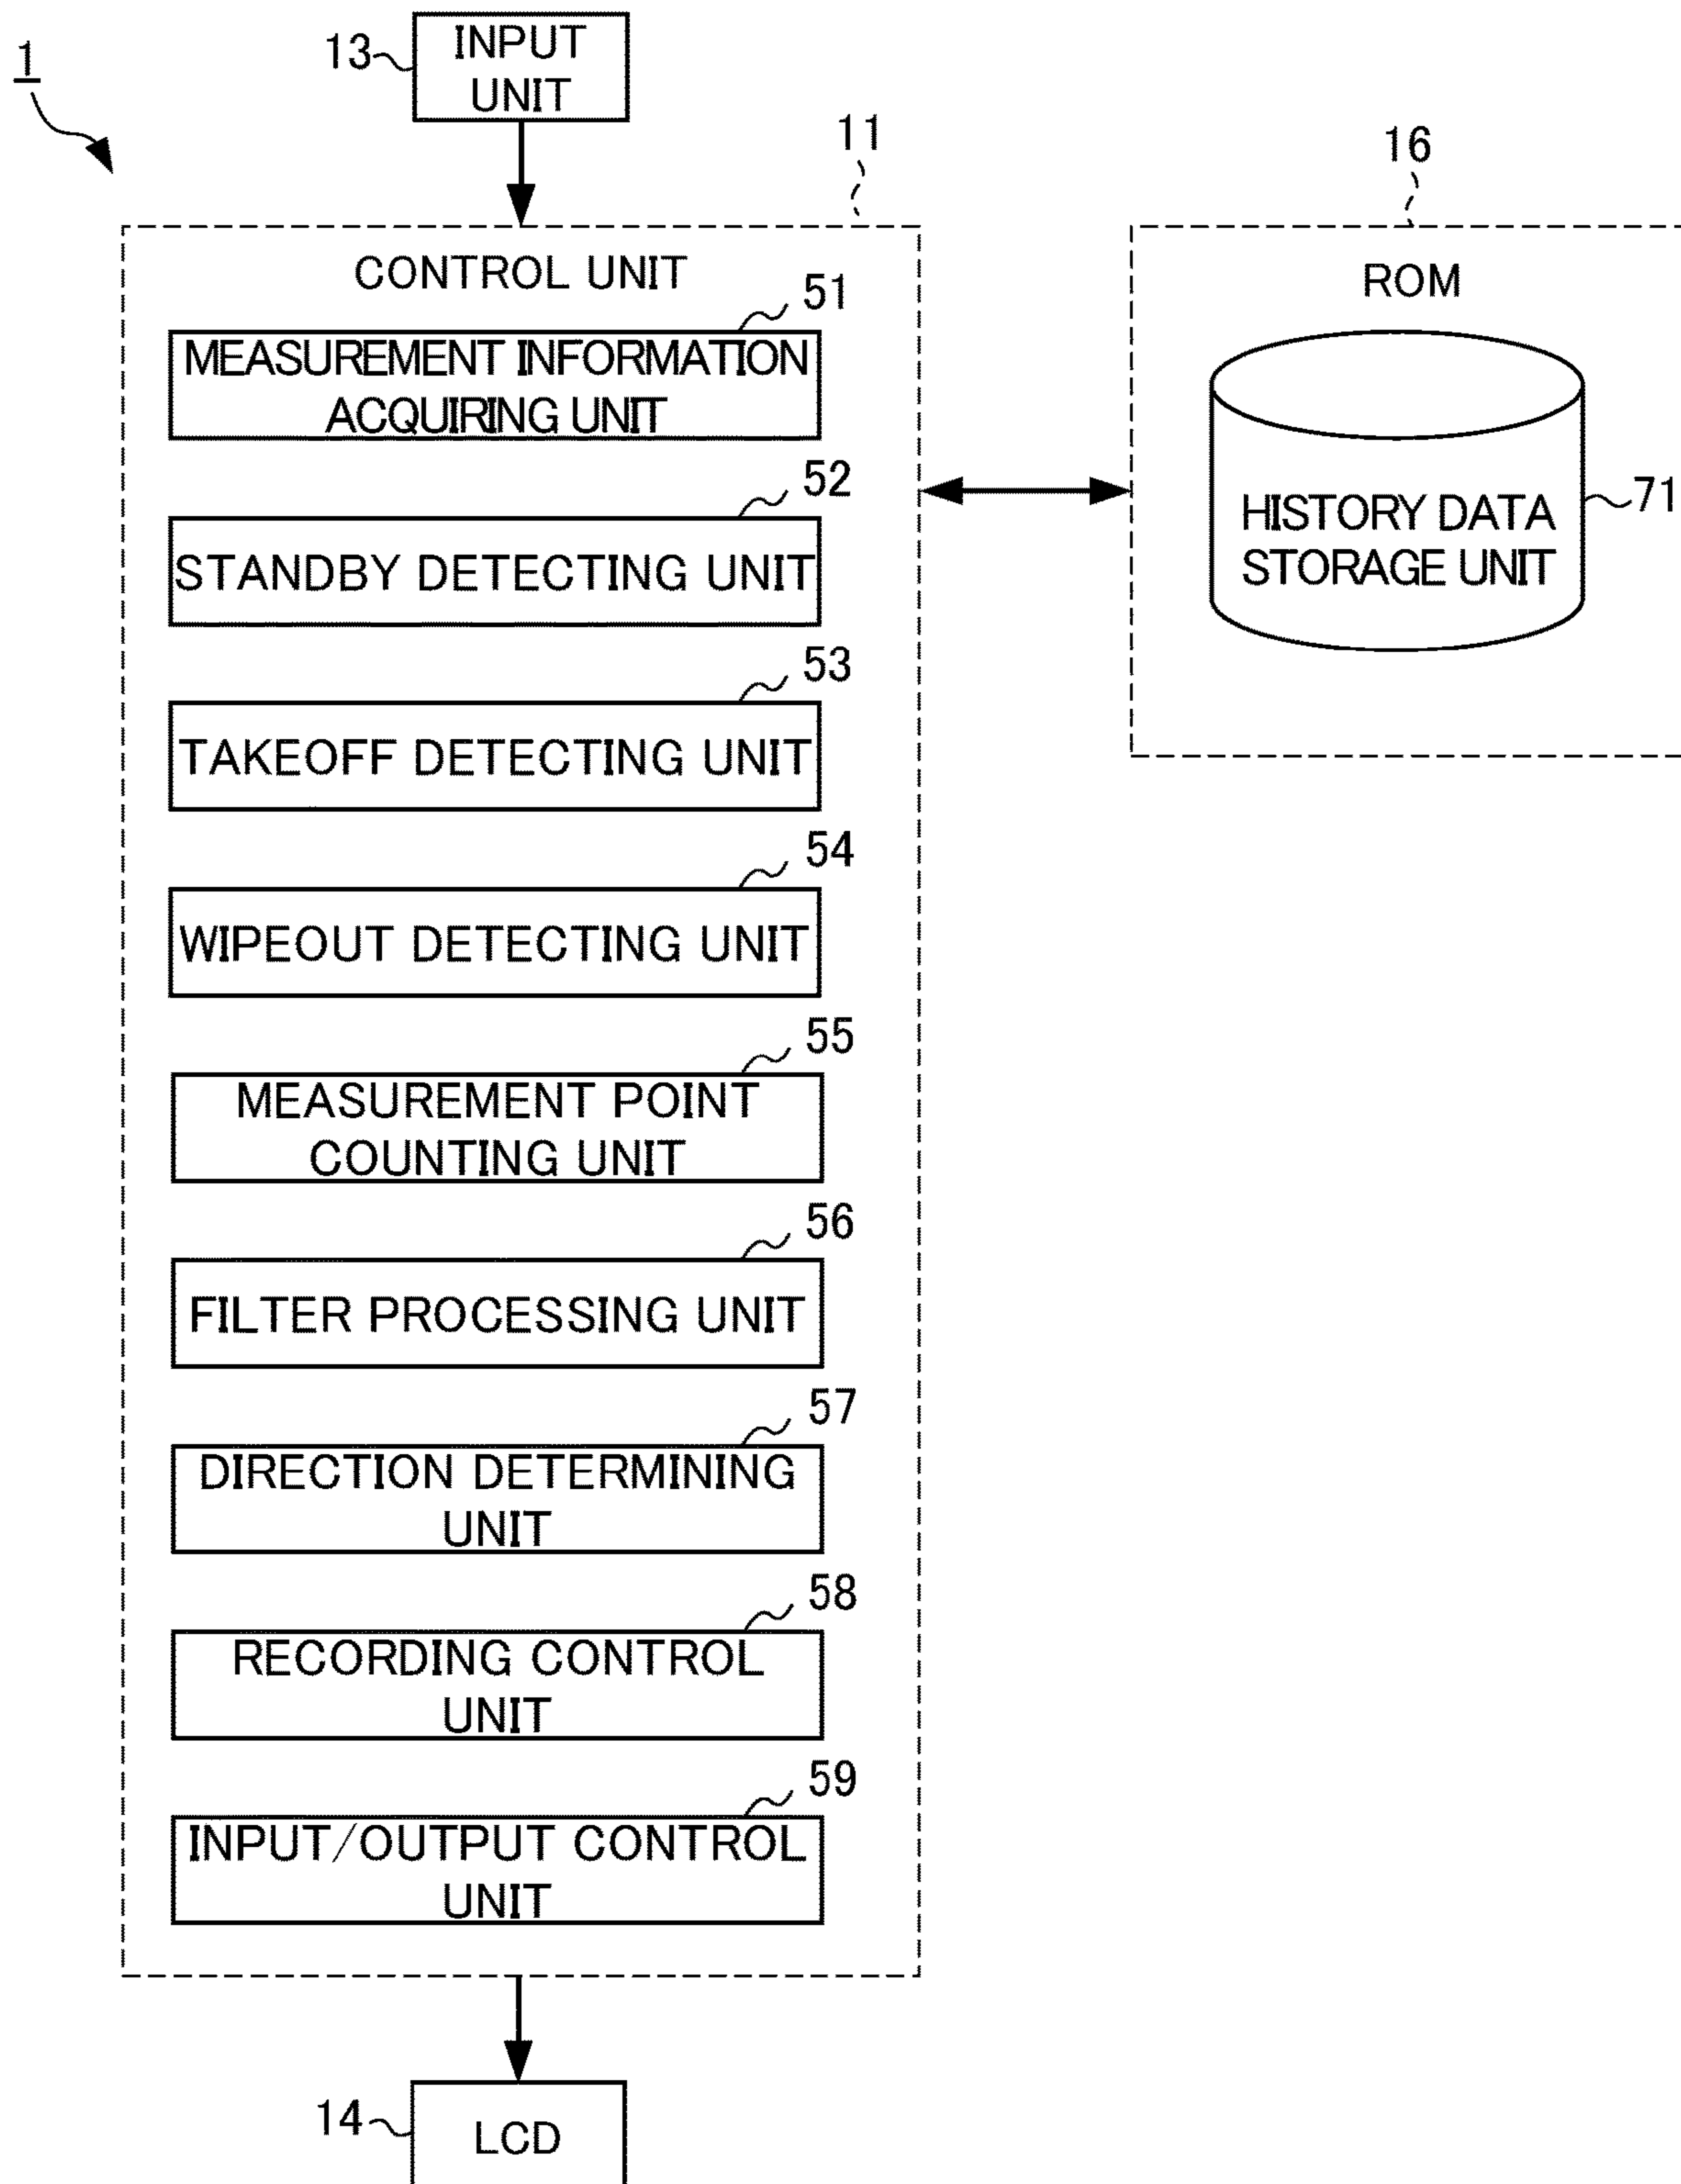 1
13
INPUT
UNIT
11
16
CONTROL UNIT
ROM
51
MEASUREMENT INFORMATION
ACQUIRING UNIT
52
STANDBY DETECTING UNIT
HISTORY DATA
STORAGE UNIT
71
53
TAKEOFF DETECTING UNIT
54
WIPEOUT DETECTING UNIT
55
MEASUREMENT POINT
COUNTING UNIT
56
FILTER PROCESSING UNIT
57
DIRECTION DETERMINING
UNIT
58
RECORDING CONTROL
UNIT
59
INPUT/OUTPUT CONTROL
UNIT
14
LCD